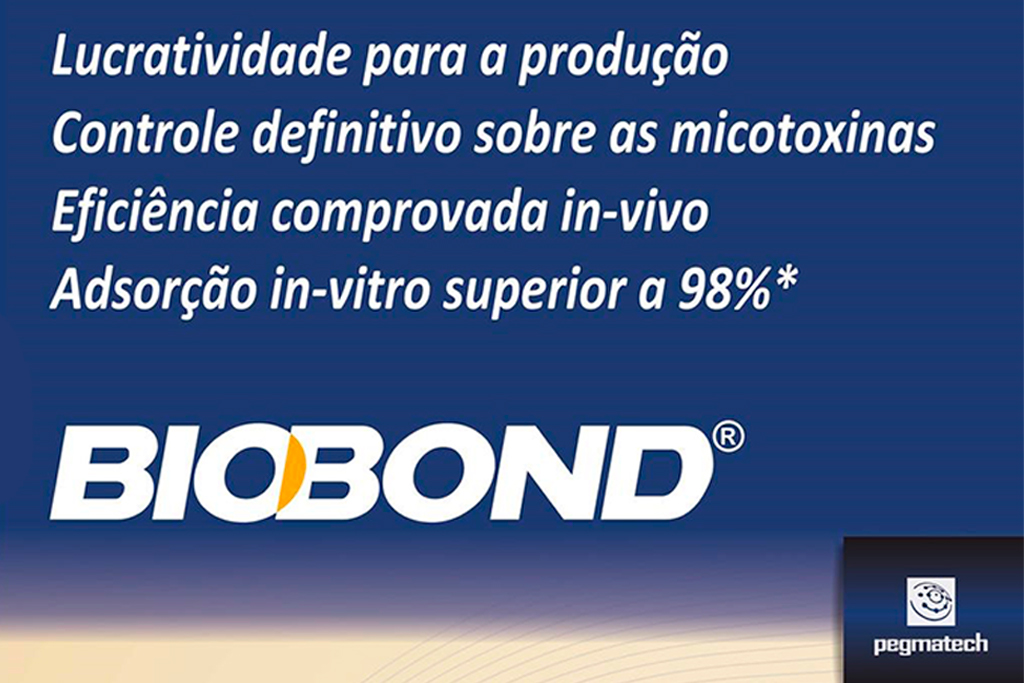 Lucratividade para a produção
Controle definitivo sobre as micotoxinas
Eficiência comprovada in-vivo
Adsorção in-vitro superior a 98%*
BIOBOND®
pegmatech